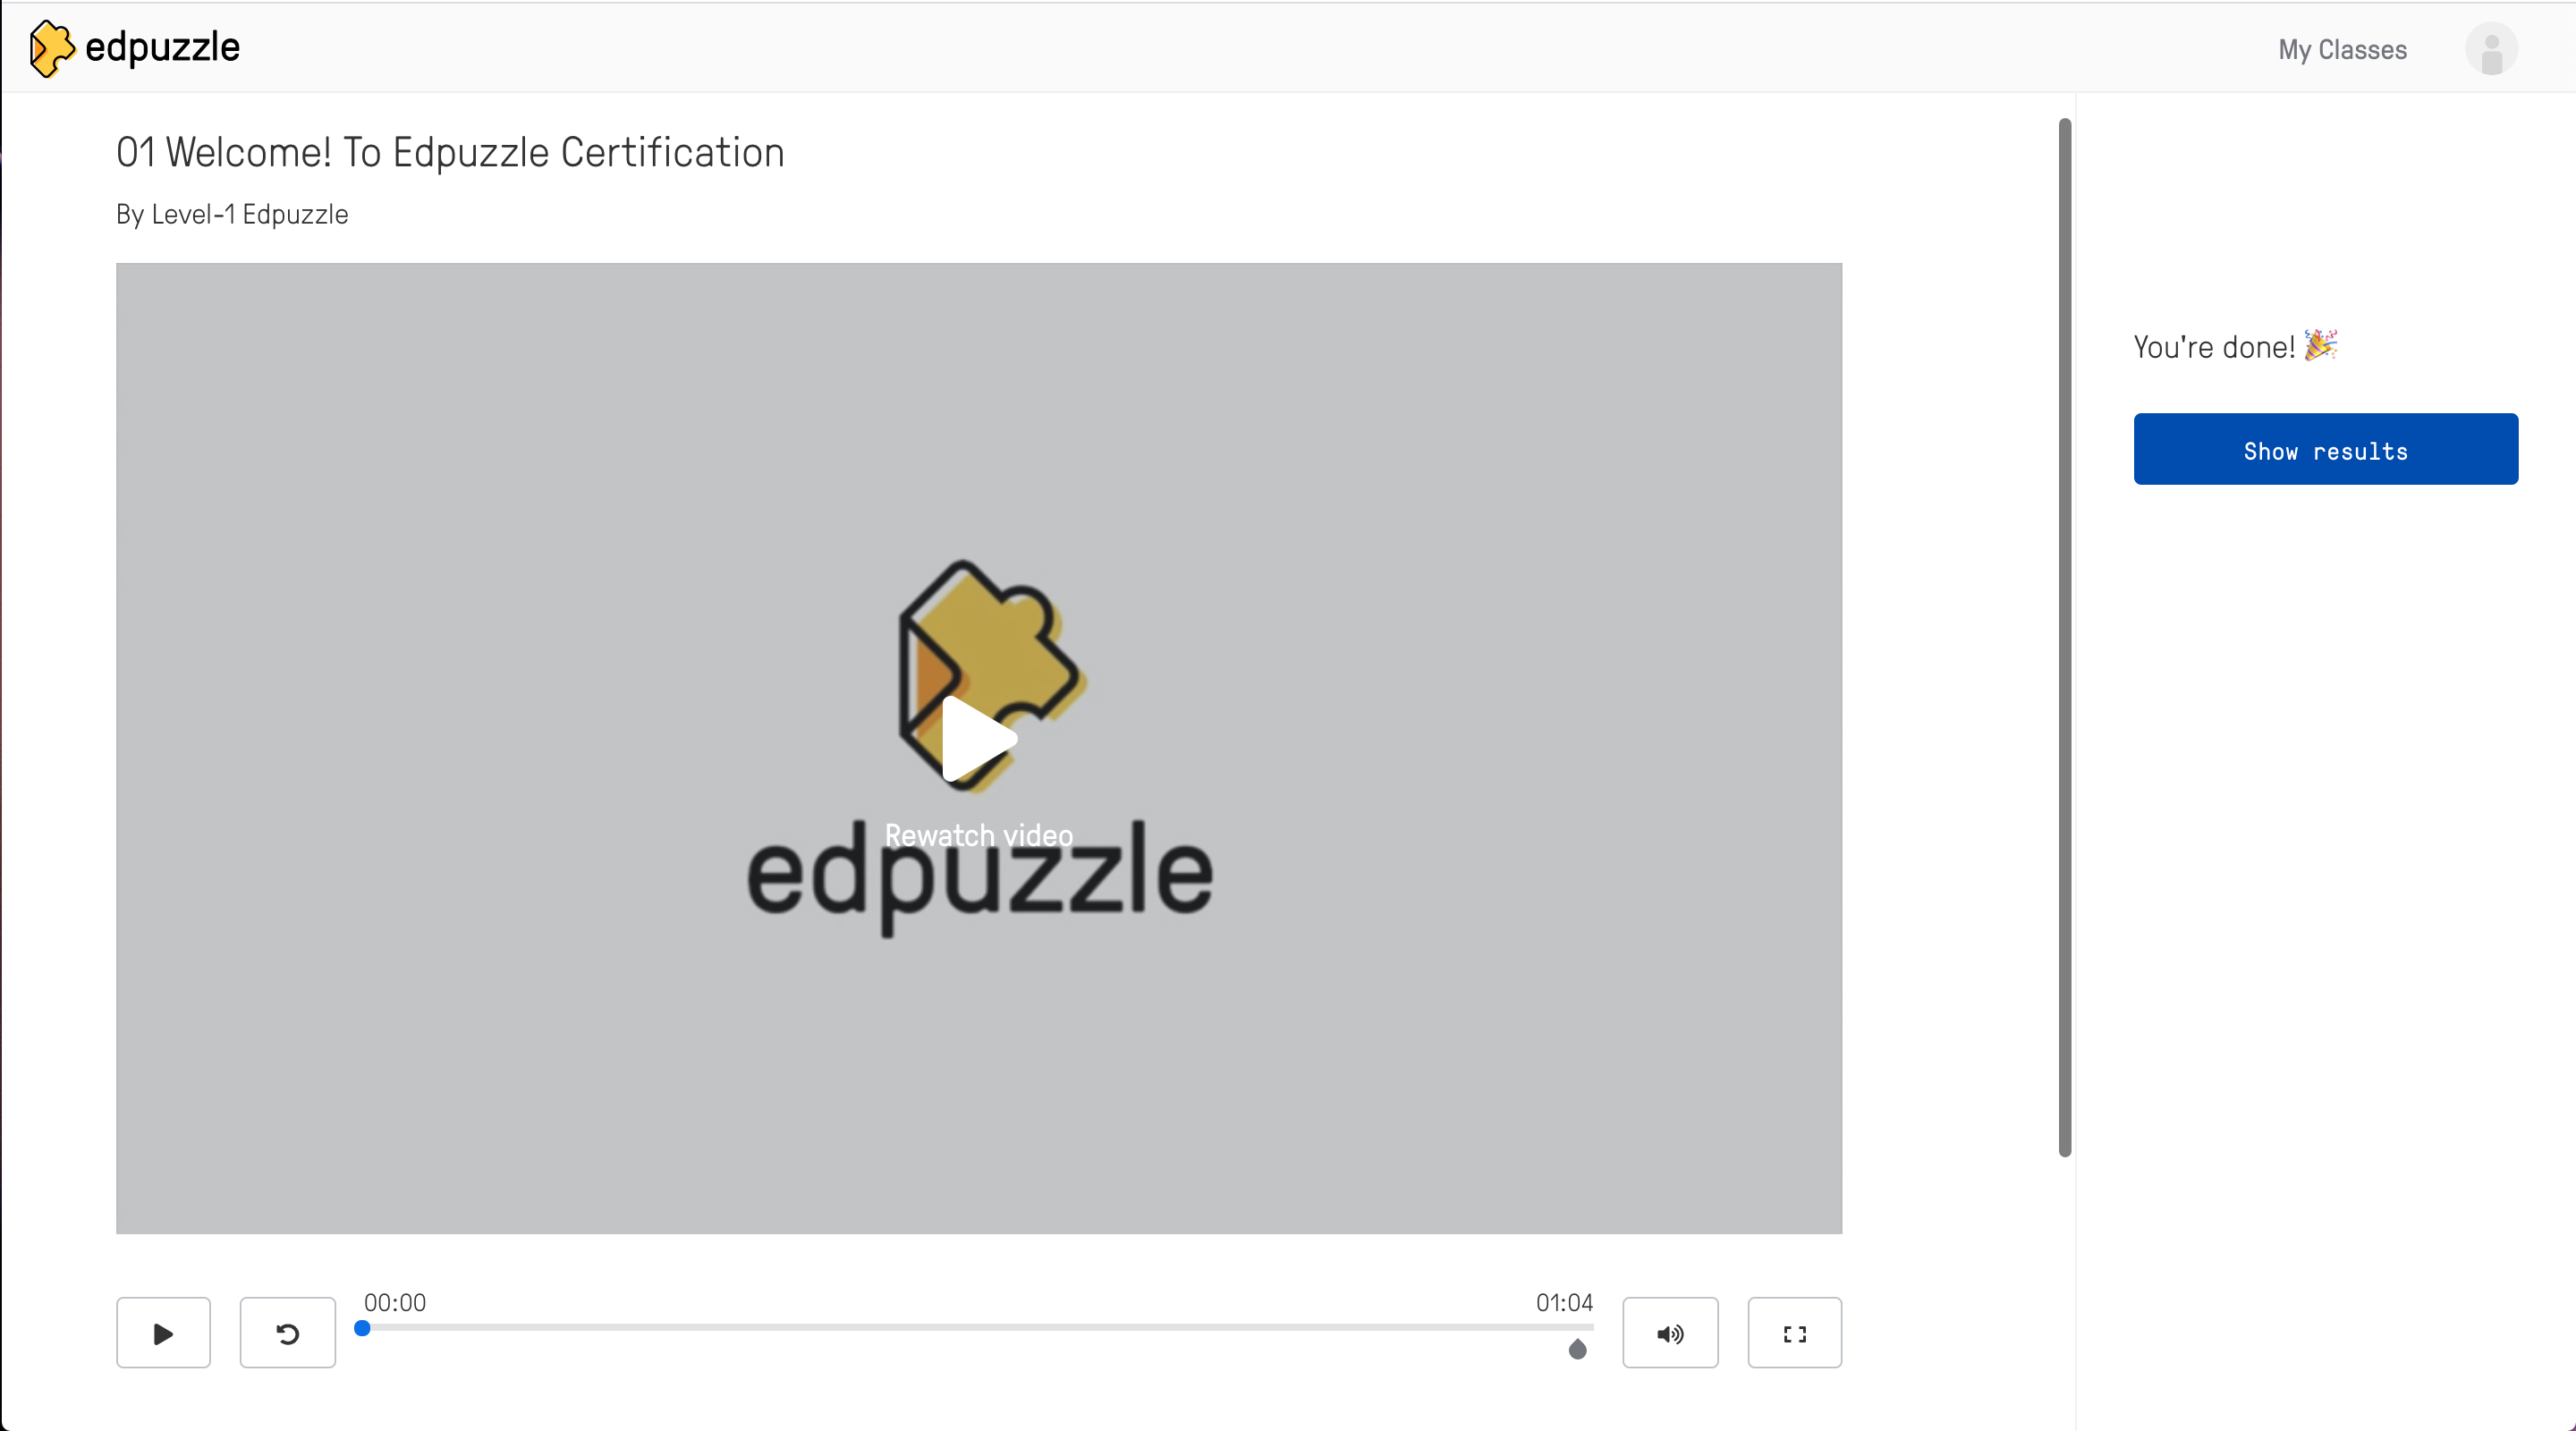 edpuzzle
My Classes
01 Welcome! To Edpuzzle Certification
By Level-1 Edpuzzle
Rewatch video
edpuzzle
00:00
01:04
You're done! 🎉
Show results